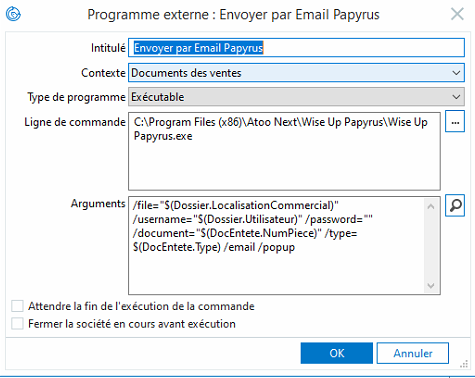 Programme externe : Envoyer par Email Papyrus
Intitulé Envoyer par Email Papyrus
Contexte Documents des ventes
Type de programme Exécutable
Ligne de commande C:\Program Files (x86)\Atoo Next\Wise Up Papyrus\Wise Up
Papyrus.exe
...
Arguments /file="$(Dossier.LocalisationCommercial)"
/username="$(Dossier.Utilisateur)" /password=""
/document="$(DocEntete.NumPiece)" /type=
$(DocEntete.Type) /email /popup
Attendre la fin de l'exécution de la commande
Fermer la société en cours avant exécution
OK Annuler